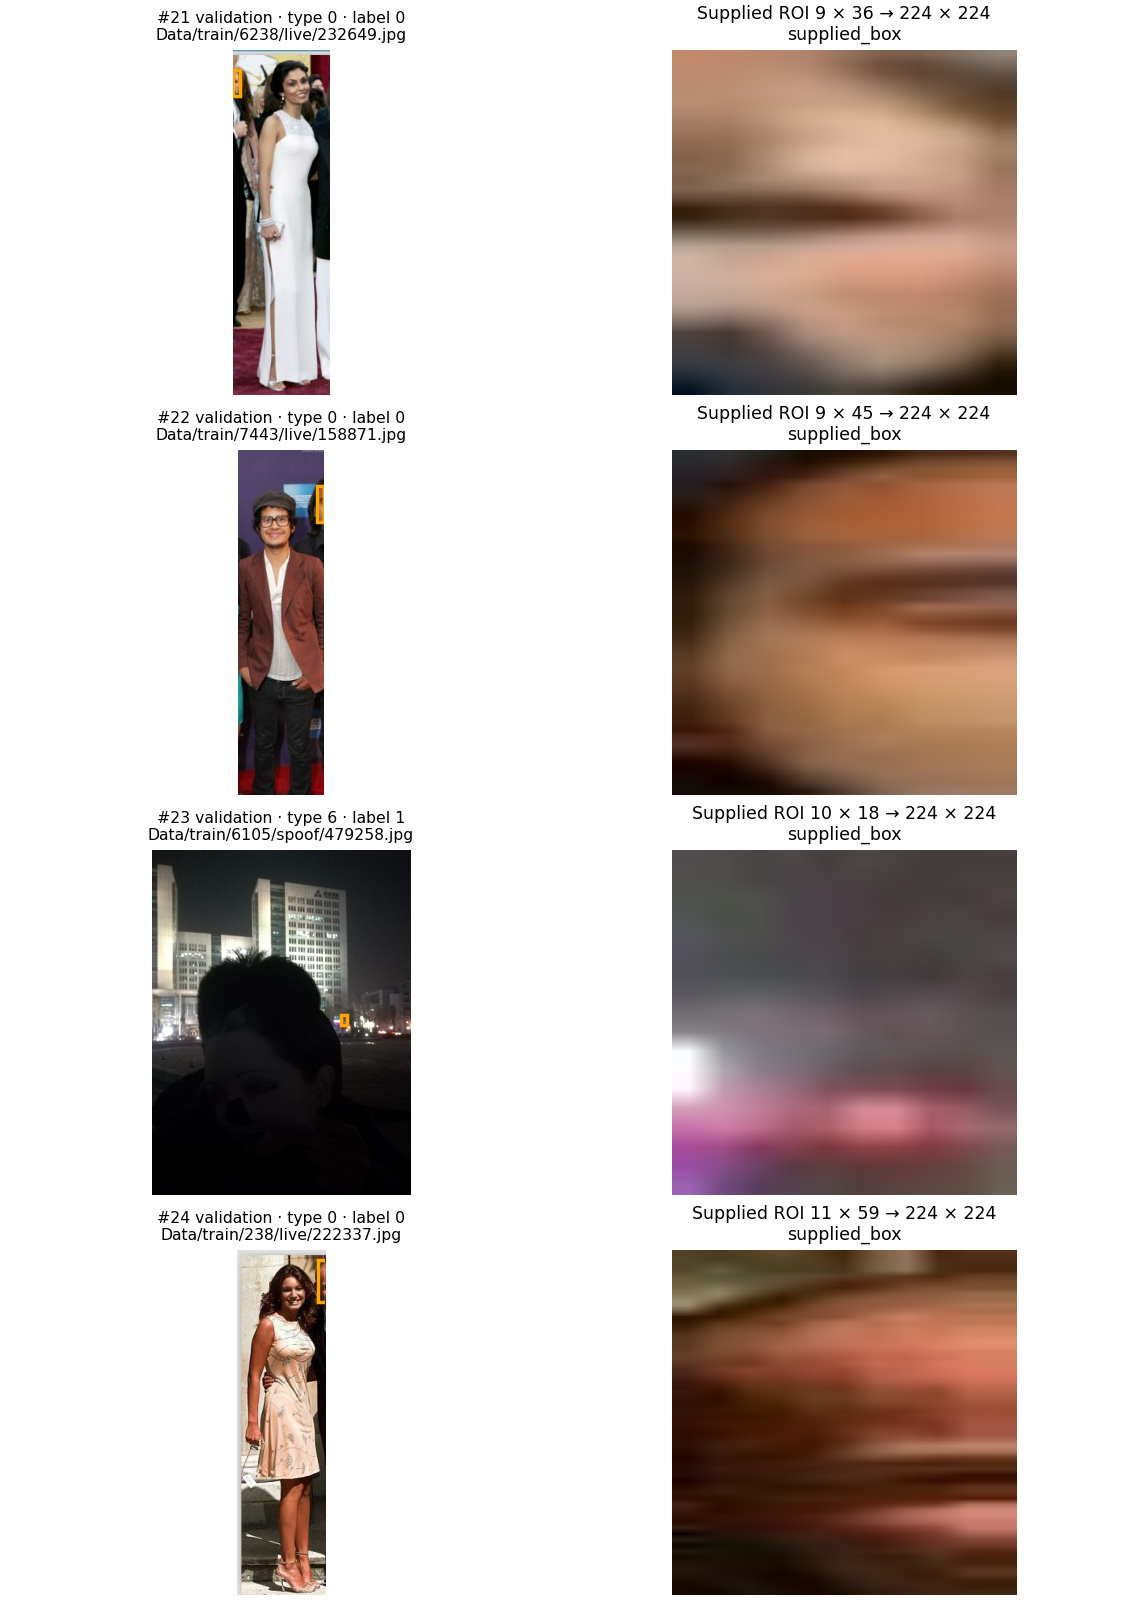 #21 validation · type 0 · label 0
Data/train/6238/live/232649.jpg
Supplied ROI 9 × 36 → 224 × 224
supplied_box
#22 validation · type 0 · label 0
Data/train/7443/live/158871.jpg
Supplied ROI 9 × 45 → 224 × 224
supplied_box
#23 validation · type 6 · label 1
Data/train/6105/spoof/479258.jpg
Supplied ROI 10 × 18 → 224 × 224
supplied_box
#24 validation · type 0 · label 0
Data/train/238/live/222337.jpg
Supplied ROI 11 × 59 → 224 × 224
supplied_box